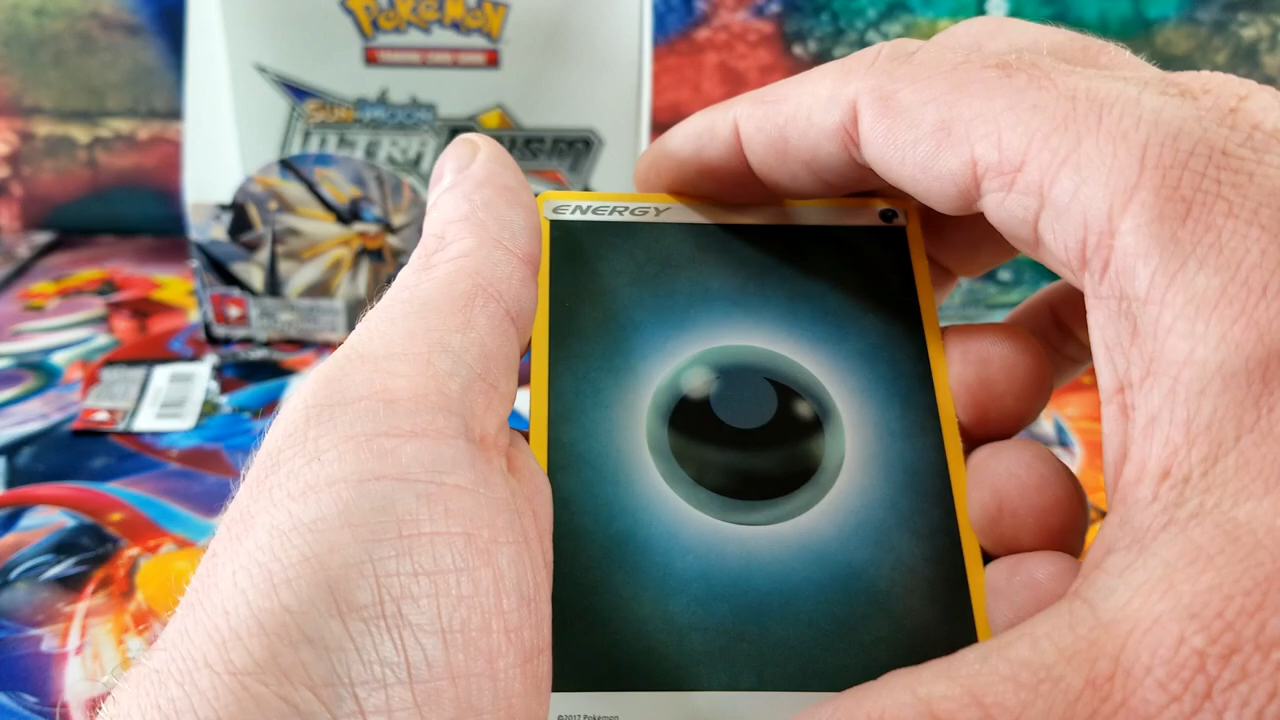 POKéMON
TRADING CARD GAME
SUN & MOON
ULTRA PRISM
ENERGY
©2017 Pokémon